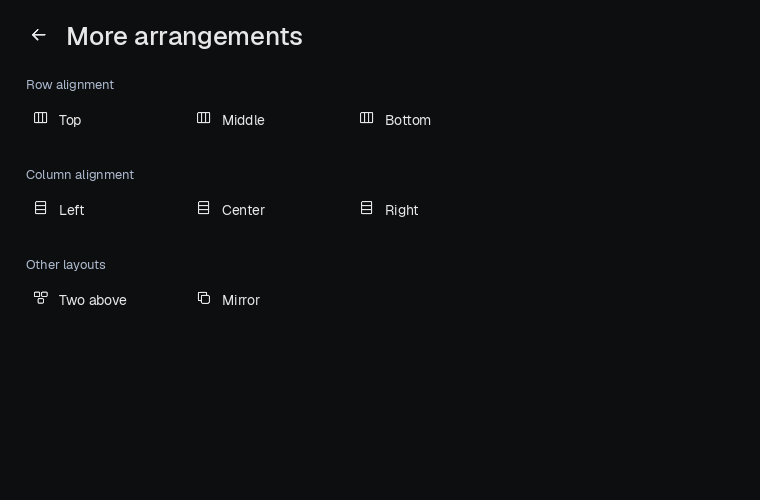 More arrangements
Row alignment
Top Middle Bottom
Column alignment
Left Center Right
Other layouts
Two above Mirror